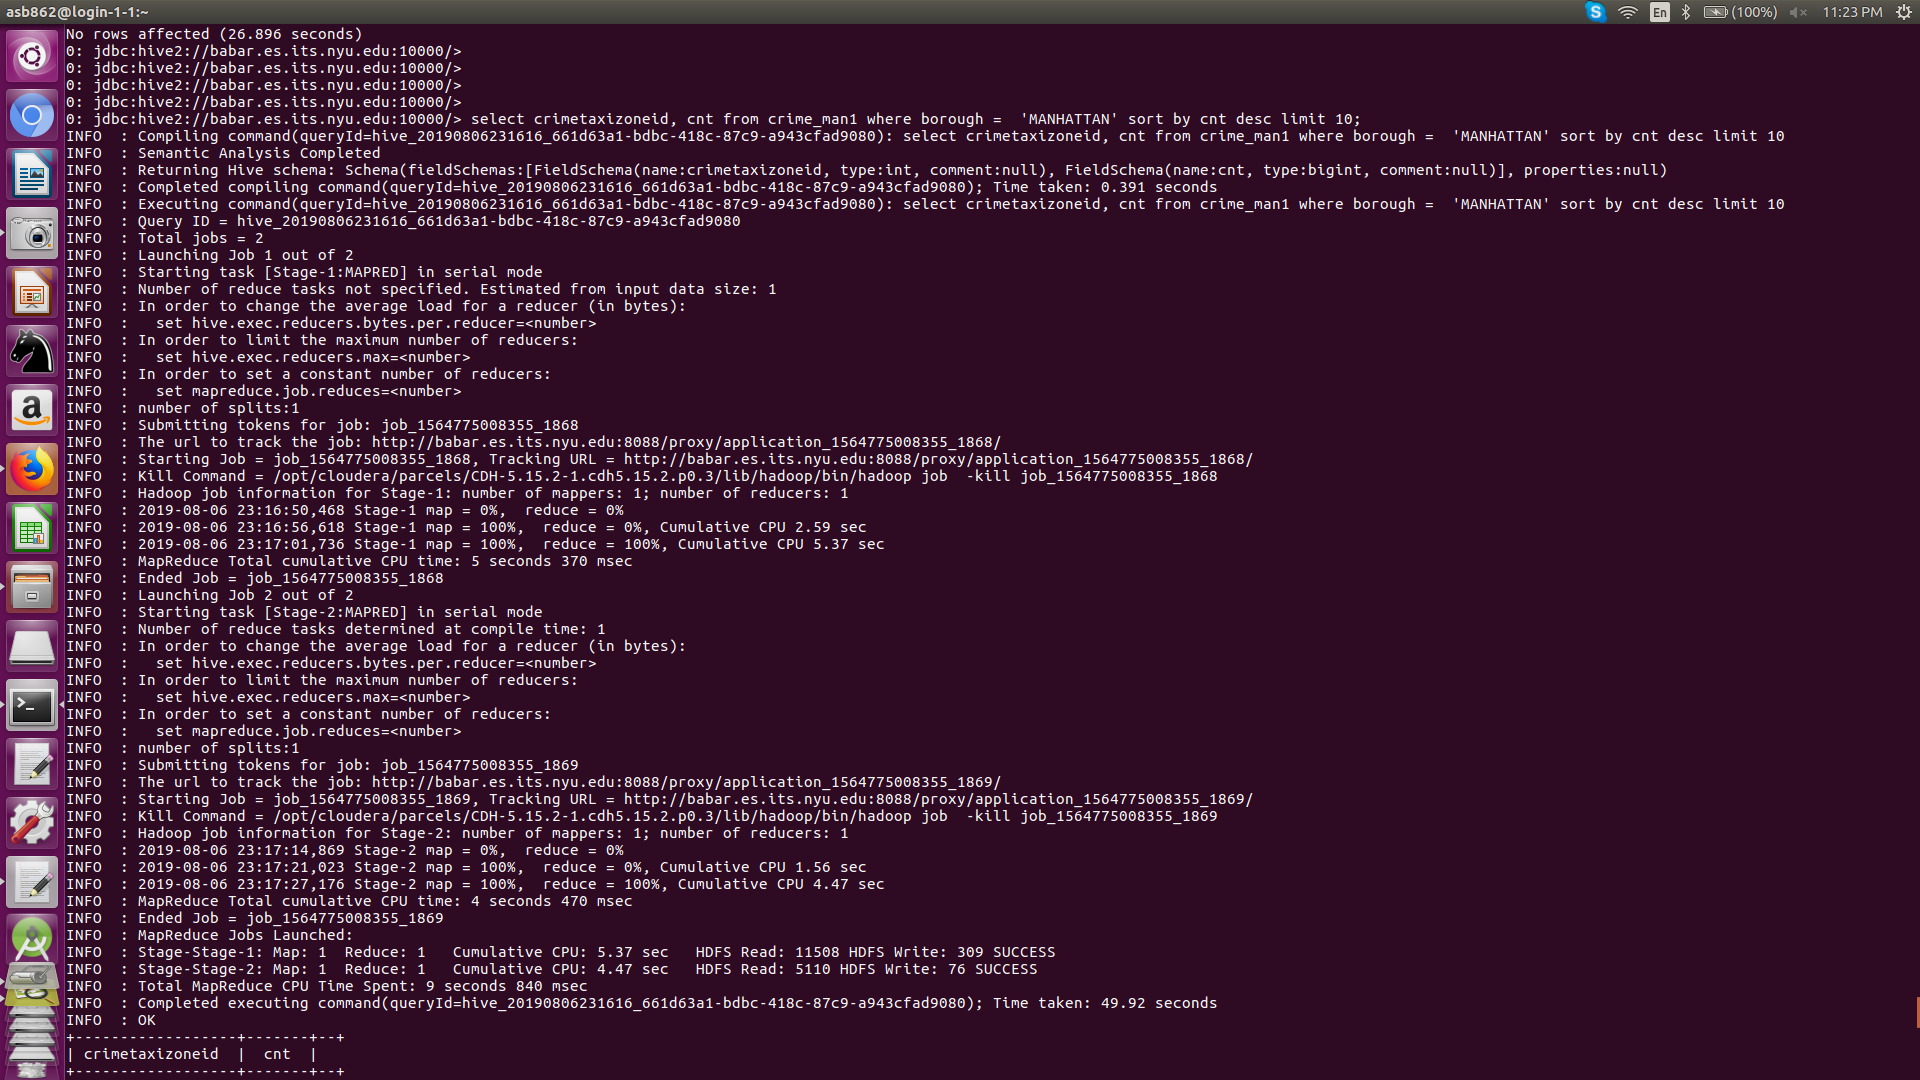 asb862@login-1-1:~
En
(100%)
11:23 PM
No rows affected (26.896 seconds)
0: jdbc:hive2://babar.es.its.nyu.edu:10000/>
0: jdbc:hive2://babar.es.its.nyu.edu:10000/>
0: jdbc:hive2://babar.es.its.nyu.edu:10000/>
0: jdbc:hive2://babar.es.its.nyu.edu:10000/>
0: jdbc:hive2://babar.es.its.nyu.edu:10000/> select crimetaxizoneid, cnt from crime_man1 where borough =  'MANHATTAN' sort by cnt desc limit 10;
INFO  : Compiling command(queryId=hive_20190806231616_661d63a1-bdbc-418c-87c9-a943cfad9080): select crimetaxizoneid, cnt from crime_man1 where borough =  'MANHATTAN' sort by cnt desc limit 10
INFO  : Semantic Analysis Completed
INFO  : Returning Hive schema: Schema(fieldSchemas:[FieldSchema(name:crimetaxizoneid, type:int, comment:null), FieldSchema(name:cnt, type:bigint, comment:null)], properties:null)
INFO  : Completed compiling command(queryId=hive_20190806231616_661d63a1-bdbc-418c-87c9-a943cfad9080); Time taken: 0.391 seconds
INFO  : Executing command(queryId=hive_20190806231616_661d63a1-bdbc-418c-87c9-a943cfad9080): select crimetaxizoneid, cnt from crime_man1 where borough =  'MANHATTAN' sort by cnt desc limit 10
INFO  : Query ID = hive_20190806231616_661d63a1-bdbc-418c-87c9-a943cfad9080
INFO  : Total jobs = 2
INFO  : Launching Job 1 out of 2
INFO  : Starting task [Stage-1:MAPRED] in serial mode
INFO  : Number of reduce tasks not specified. Estimated from input data size: 1
INFO  : In order to change the average load for a reducer (in bytes):
INFO  :   set hive.exec.reducers.bytes.per.reducer=<number>
INFO  : In order to limit the maximum number of reducers:
INFO  :   set hive.exec.reducers.max=<number>
INFO  : In order to set a constant number of reducers:
INFO  :   set mapreduce.job.reduces=<number>
INFO  : number of splits:1
INFO  : Submitting tokens for job: job_1564775008355_1868
INFO  : The url to track the job: http://babar.es.its.nyu.edu:8088/proxy/application_1564775008355_1868/
INFO  : Starting Job = job_1564775008355_1868, Tracking URL = http://babar.es.its.nyu.edu:8088/proxy/application_1564775008355_1868/
INFO  : Kill Command = /opt/cloudera/parcels/CDH-5.15.2-1.cdh5.15.2.p0.3/lib/hadoop/bin/hadoop job  -kill job_1564775008355_1868
INFO  : Hadoop job information for Stage-1: number of mappers: 1; number of reducers: 1
INFO  : 2019-08-06 23:16:50,468 Stage-1 map = 0%,  reduce = 0%
INFO  : 2019-08-06 23:16:56,618 Stage-1 map = 100%,  reduce = 0%, Cumulative CPU 2.59 sec
INFO  : 2019-08-06 23:17:01,736 Stage-1 map = 100%,  reduce = 100%, Cumulative CPU 5.37 sec
INFO  : MapReduce Total cumulative CPU time: 5 seconds 370 msec
INFO  : Ended Job = job_1564775008355_1868
INFO  : Launching Job 2 out of 2
INFO  : Starting task [Stage-2:MAPRED] in serial mode
INFO  : Number of reduce tasks determined at compile time: 1
INFO  : In order to change the average load for a reducer (in bytes):
INFO  :   set hive.exec.reducers.bytes.per.reducer=<number>
INFO  : In order to limit the maximum number of reducers:
INFO  :   set hive.exec.reducers.max=<number>
INFO  : In order to set a constant number of reducers:
INFO  :   set mapreduce.job.reduces=<number>
INFO  : number of splits:1
INFO  : Submitting tokens for job: job_1564775008355_1869
INFO  : The url to track the job: http://babar.es.its.nyu.edu:8088/proxy/application_1564775008355_1869/
INFO  : Starting Job = job_1564775008355_1869, Tracking URL = http://babar.es.its.nyu.edu:8088/proxy/application_1564775008355_1869/
INFO  : Kill Command = /opt/cloudera/parcels/CDH-5.15.2-1.cdh5.15.2.p0.3/lib/hadoop/bin/hadoop job  -kill job_1564775008355_1869
INFO  : Hadoop job information for Stage-2: number of mappers: 1; number of reducers: 1
INFO  : 2019-08-06 23:17:14,869 Stage-2 map = 0%,  reduce = 0%
INFO  : 2019-08-06 23:17:21,023 Stage-2 map = 100%,  reduce = 0%, Cumulative CPU 1.56 sec
INFO  : 2019-08-06 23:17:27,176 Stage-2 map = 100%,  reduce = 100%, Cumulative CPU 4.47 sec
INFO  : MapReduce Total cumulative CPU time: 4 seconds 470 msec
INFO  : Ended Job = job_1564775008355_1869
INFO  : MapReduce Jobs Launched:
INFO  : Stage-Stage-1: Map: 1  Reduce: 1   Cumulative CPU: 5.37 sec   HDFS Read: 11508 HDFS Write: 309 SUCCESS
INFO  : Stage-Stage-2: Map: 1  Reduce: 1   Cumulative CPU: 4.47 sec   HDFS Read: 5110 HDFS Write: 76 SUCCESS
INFO  : Total MapReduce CPU Time Spent: 9 seconds 840 msec
INFO  : Completed executing command(queryId=hive_20190806231616_661d63a1-bdbc-418c-87c9-a943cfad9080); Time taken: 49.92 seconds
INFO  : OK
+------------------+-------+--+
| crimetaxizoneid  |  cnt  |
+------------------+-------+--+